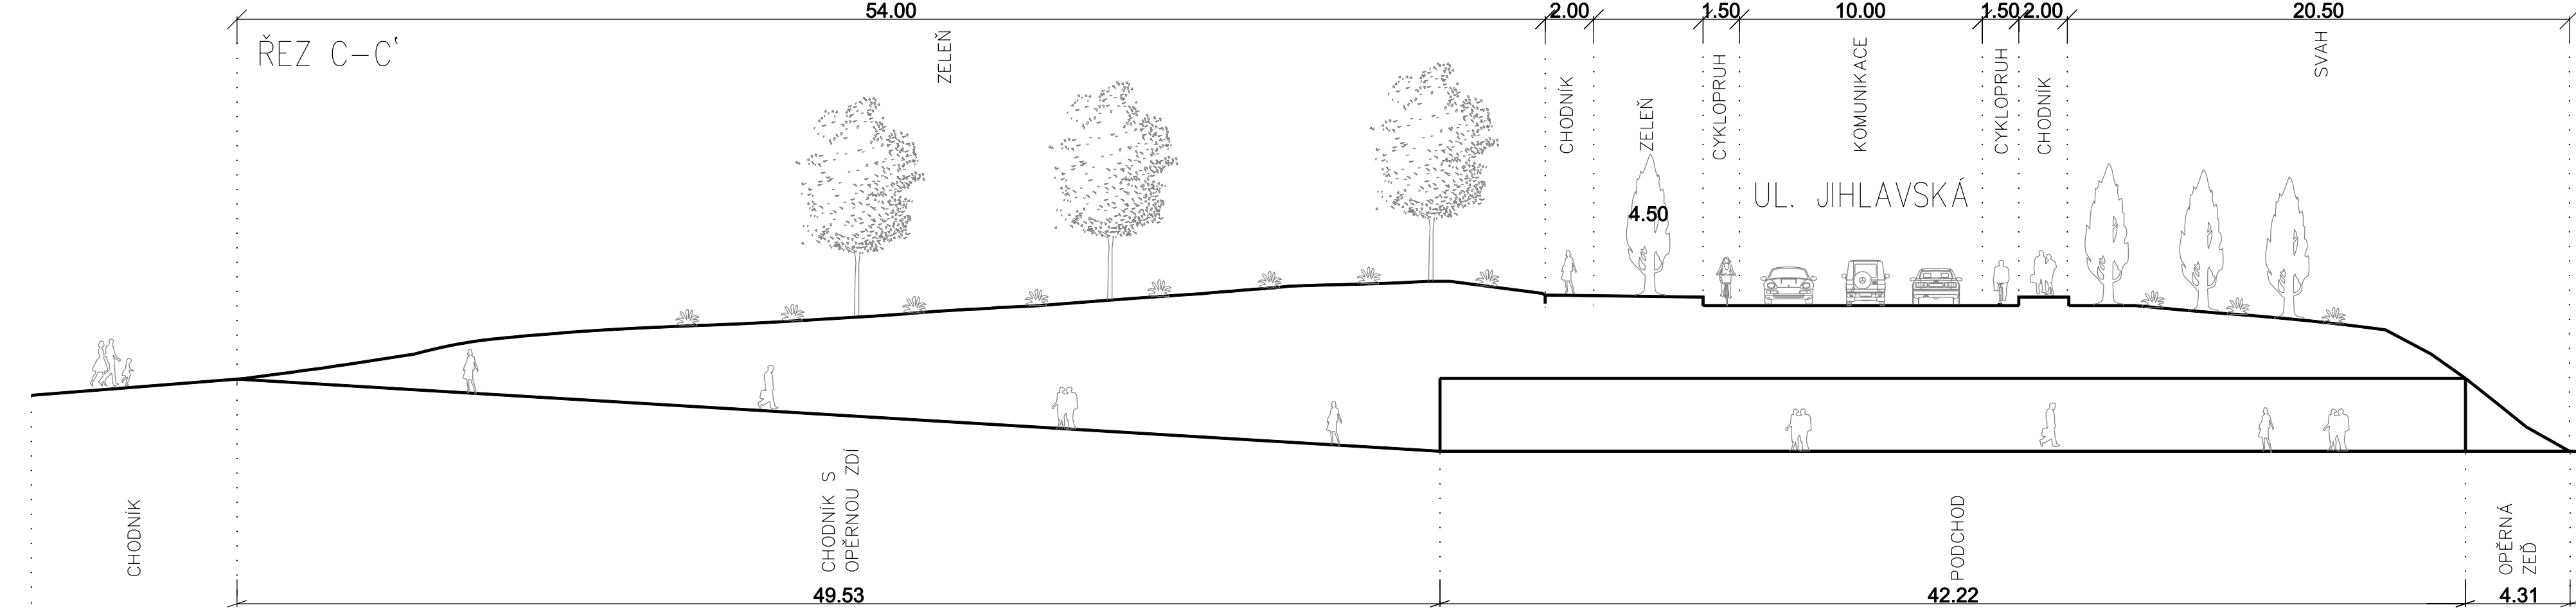 54.00
2.00
1.50
10.00
1.50
2.00
20.50
ŘEZ C-C'
ZELEŇ
CHODNÍK
ZELEŇ
CYKLOPRUH
KOMUNIKACE
CYKLOPRUH
CHODNÍK
SVAH
UL. JIHLAVSKÁ
4.50
CHODNÍK
CHODNÍK S
OPĚRNOU ZDÍ
PODCHOD
OPĚRNÁ
ZEĎ
49.53
42.22
4.31